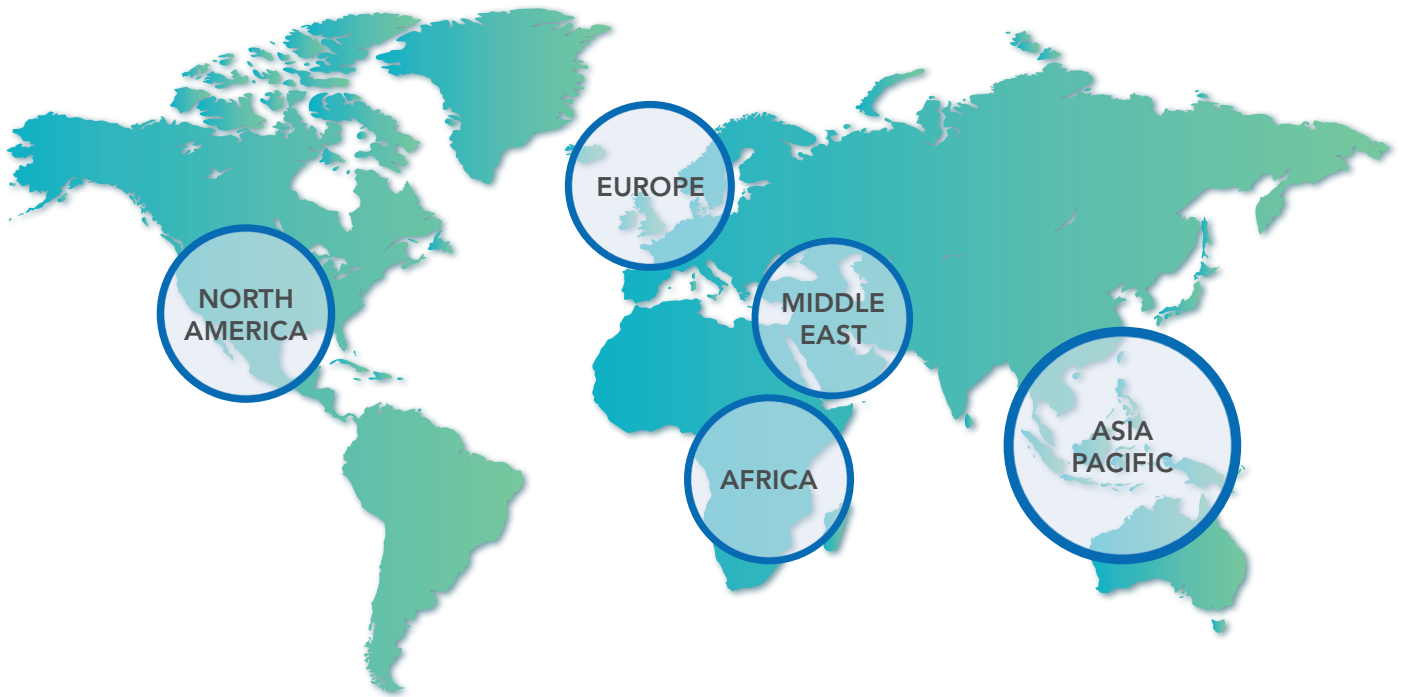 EUROPE
NORTH
AMERICA
MIDDLE
EAST
AFRICA
ASIA
PACIFIC